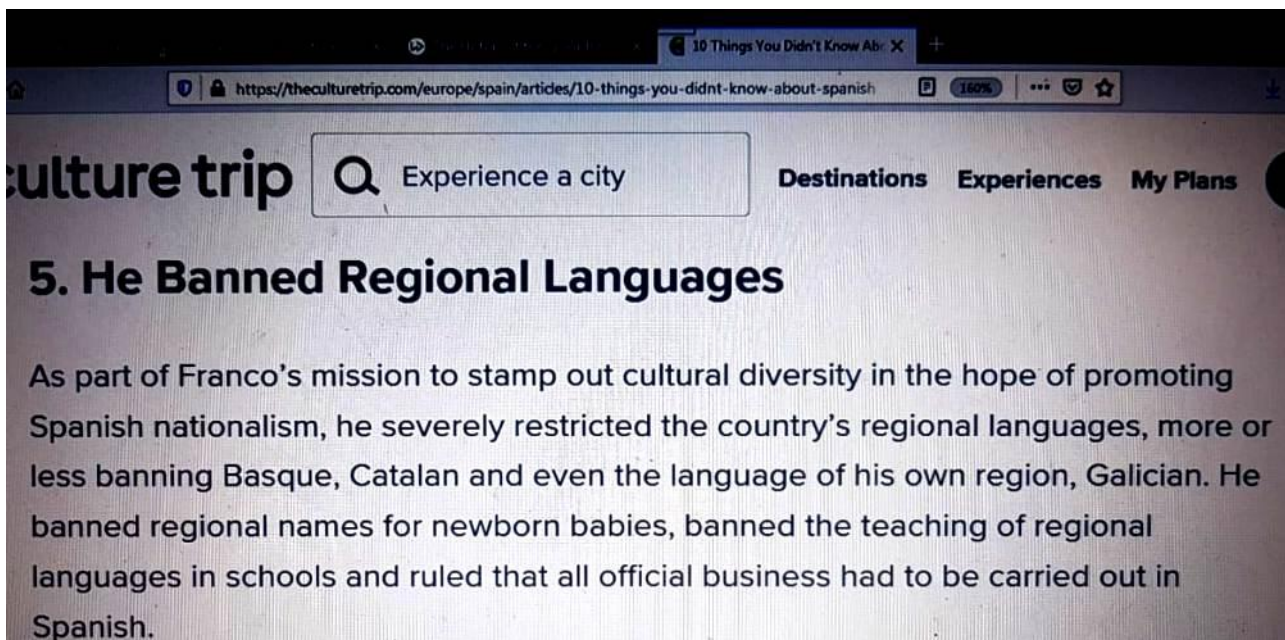 10 Things You Didn't Know Abo
https://theculturetrip.com/europe/spain/articles/10-things-you-didnt-know-about-spanish
160%
culture trip
Experience a city
Destinations Experiences My Plans
5. He Banned Regional Languages
As part of Franco's mission to stamp out cultural diversity in the hope of promoting
Spanish nationalism, he severely restricted the country's regional languages, more or
less banning Basque, Catalan and even the language of his own region, Galician. He
banned regional names for newborn babies, banned the teaching of regional
languages in schools and ruled that all official business had to be carried out in
Spanish.